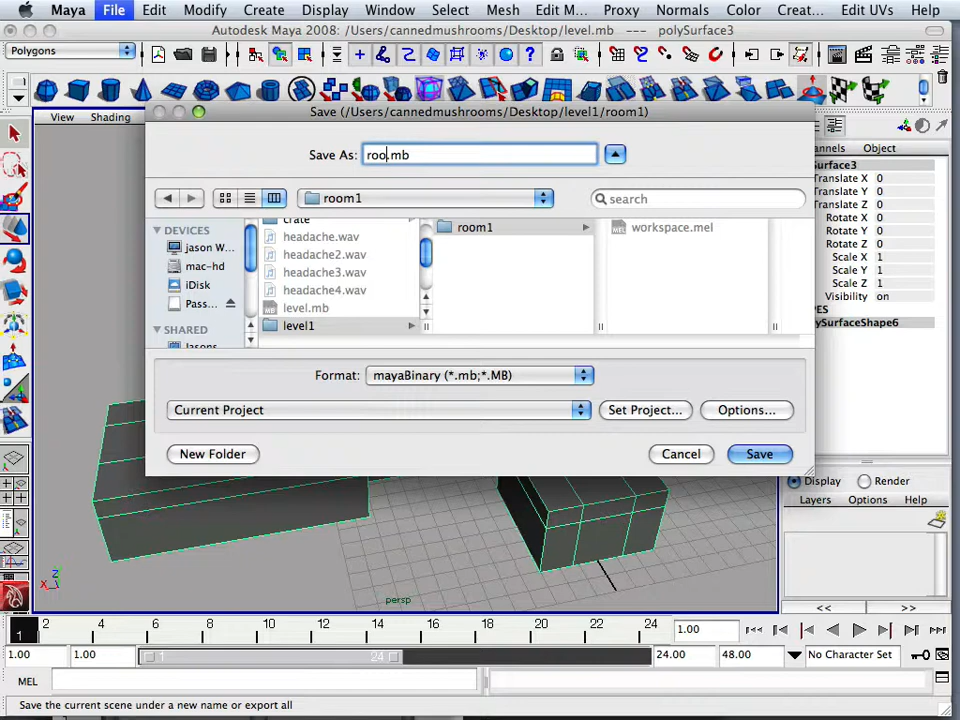 Maya File Edit Modify Create Display Window Select Mesh Edit M... Proxy Normals Color Creat... Edit UVs Help
Autodesk Maya 2008: /Users/cannedmushrooms/Desktop/level.mb --- polySurface3
Polygons
View Shading
Save (/Users/cannedmushrooms/Desktop/level1/room1)
Save As: roo.mb
room1
search
DEVICES
jason W...
mac-hd
iDisk
Pass...
SHARED
crate
headache.wav
headache2.wav
headache3.wav
headache4.wav
level.mb
level1
room1
workspace.mel
Format: mayaBinary (*.mb;*.MB)
Current Project Set Project... Options...
New Folder Cancel Save
Object
Surface3
Translate X 0
Translate Y 0
Translate Z 0
Rotate X 0
Rotate Y 0
Rotate Z 0
Scale X 1
Scale Y 1
Scale Z 1
Visibility on
PES
ySurfaceShape6
Display Render
Layers Options Help
<< >>
z
x
persp
1 2 4 6 8 10 12 14 16 18 20 22 24 1.00
1.00 1.00 1 24 24.00 48.00 No Character Set
MEL
Save the current scene under a new name or export all